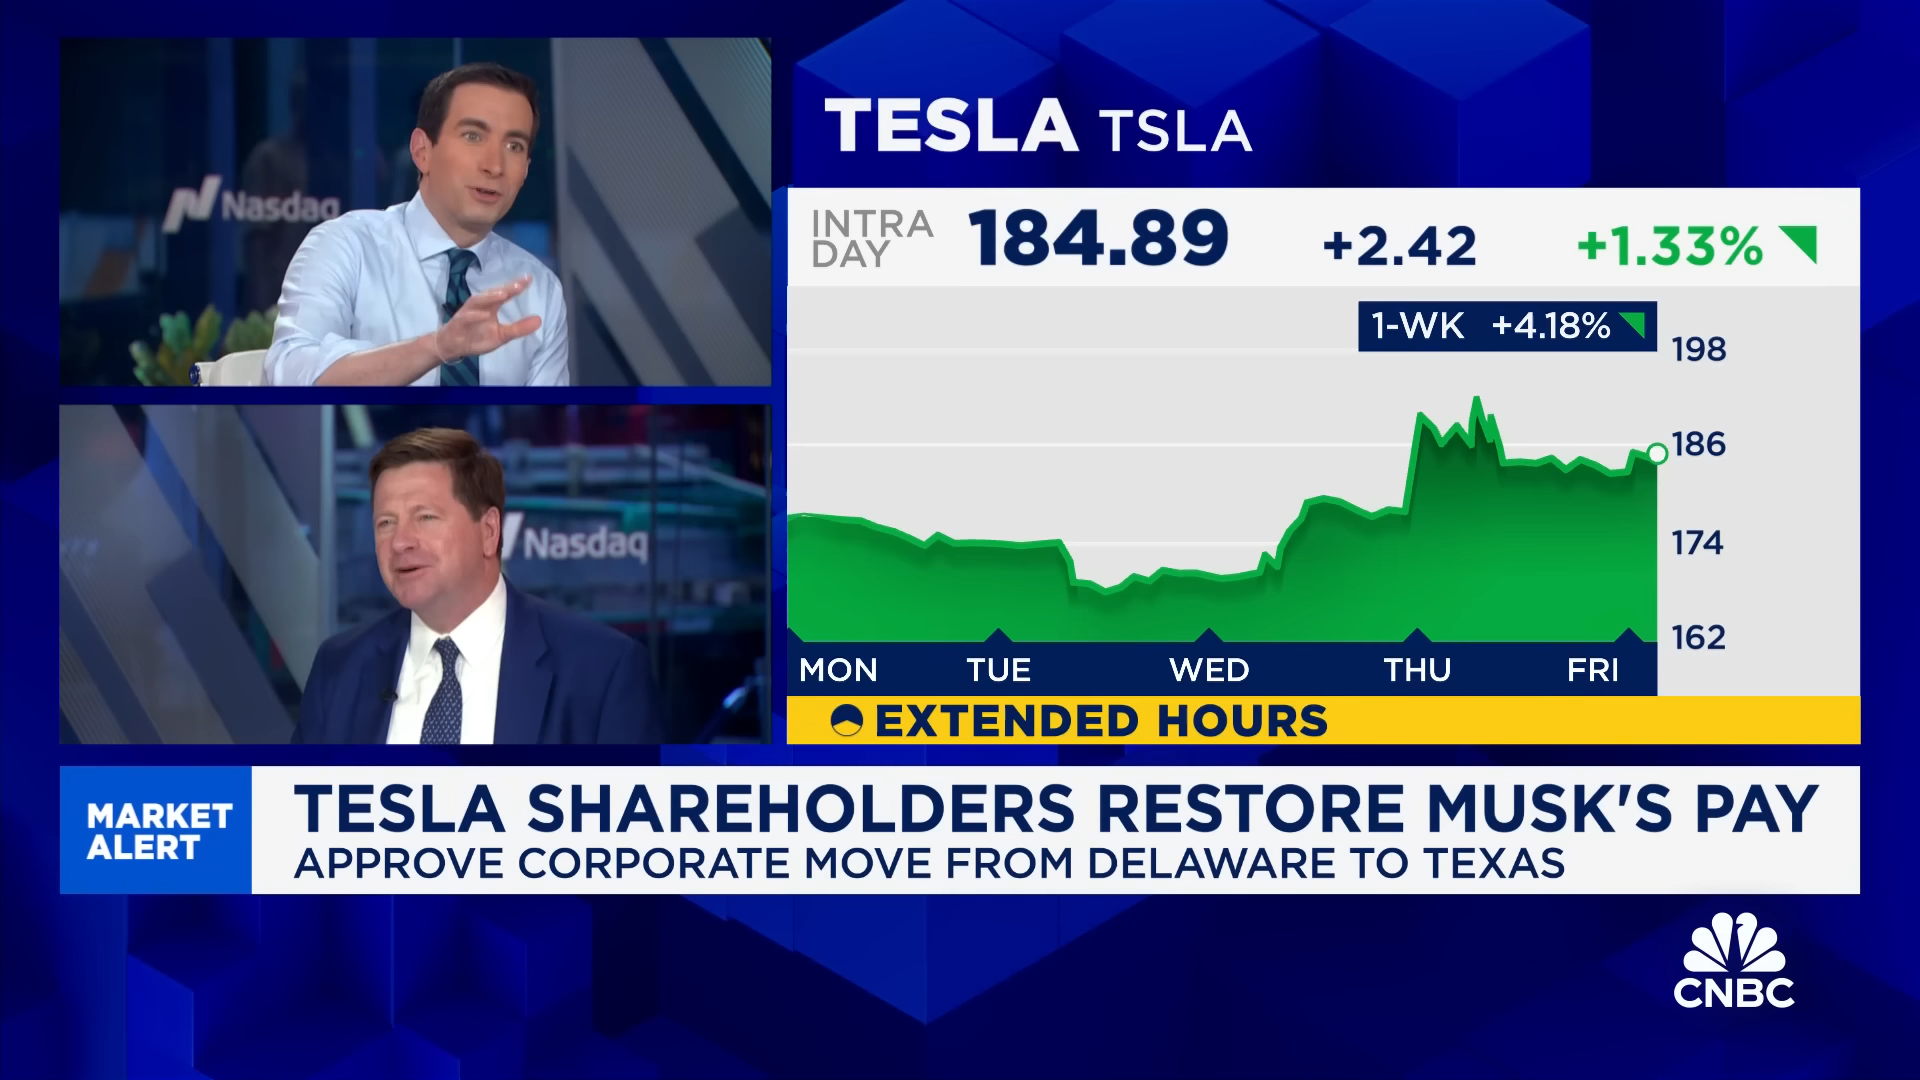 Nasdaq
Nasdaq
TESLA TSLA
INTRA DAY 184.89 +2.42 +1.33%
1-WK +4.18%
198
186
174
162
MON TUE WED THU FRI
EXTENDED HOURS
MARKET ALERT
TESLA SHAREHOLDERS RESTORE MUSK'S PAY
APPROVE CORPORATE MOVE FROM DELAWARE TO TEXAS
CNBC